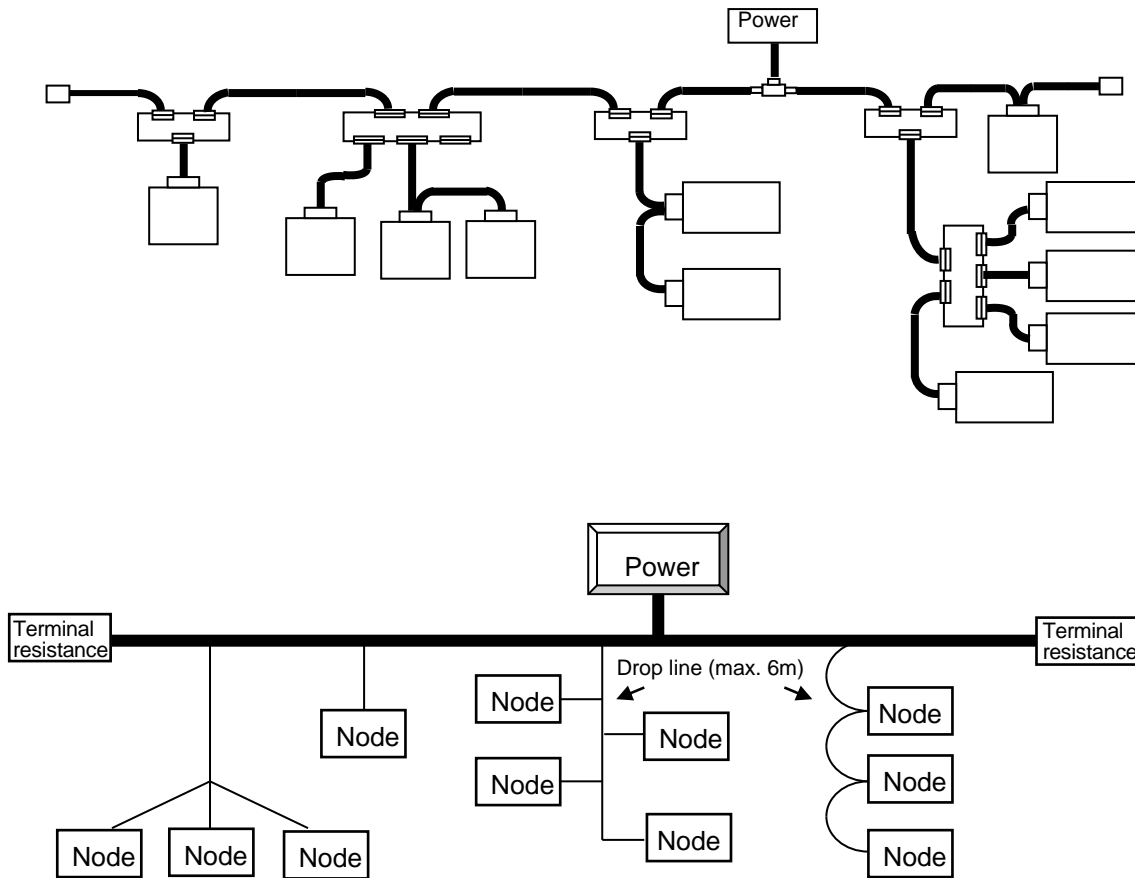 Power
Power
Terminal
resistance
Terminal
resistance
Drop line (max. 6m)
Node
Node
Node
Node
Node
Node
Node
Node
Node
Node
Node